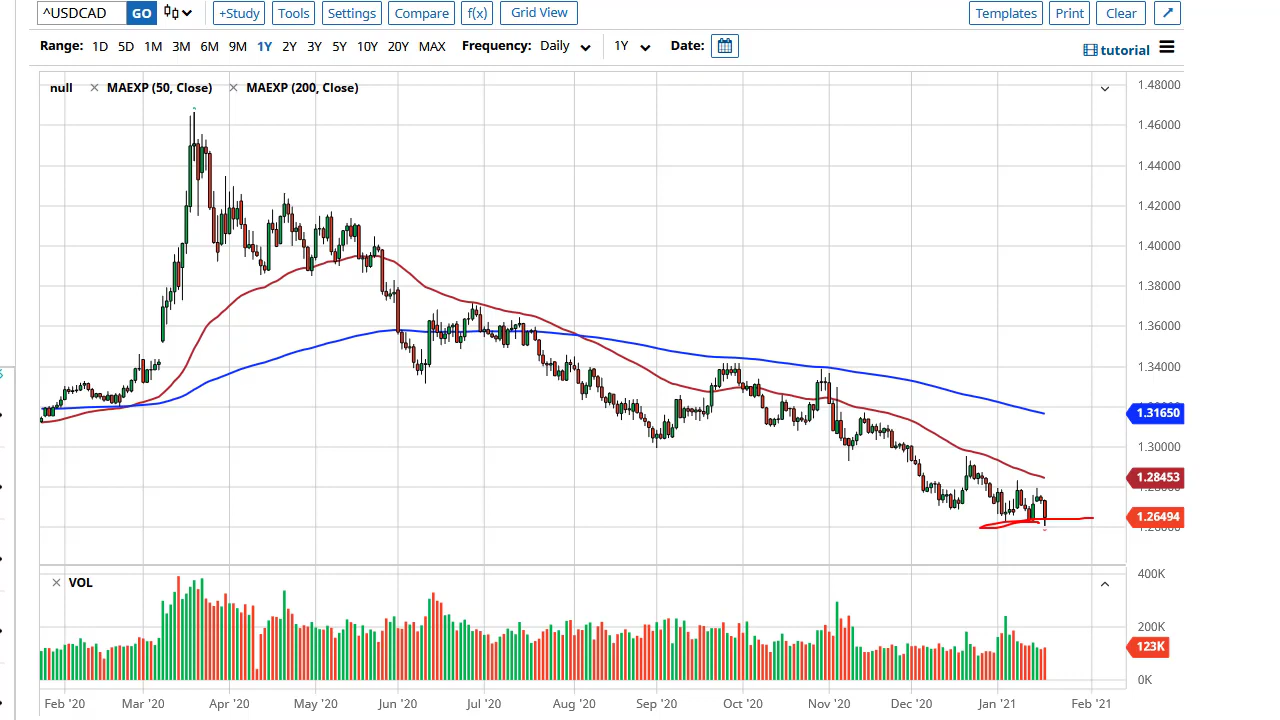 ^USDCAD GO +Study Tools Settings Compare f(x) Grid View Templates Print Clear
Range: 1D 5D 1M 3M 6M 9M 1Y 2Y 3Y 5Y 10Y 20Y MAX Frequency: Daily 1Y Date: tutorial
null × MAEXP (50, Close) × MAEXP (200, Close)
1.48000
1.46000
1.44000
1.42000
1.40000
1.38000
1.36000
1.34000
1.31650
1.30000
1.28453
1.26494
× VOL
400K
200K
123K
0K
Feb '20 Mar '20 Apr '20 May '20 Jun '20 Jul '20 Aug '20 Sep '20 Oct '20 Nov '20 Dec '20 Jan '21 Feb '21